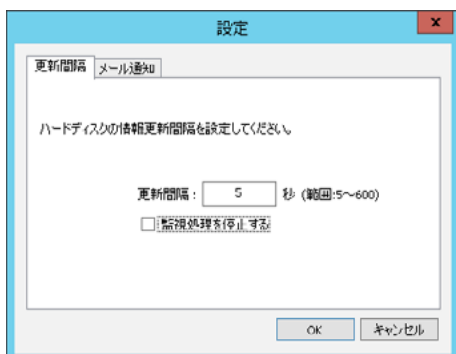 設定
x
更新間隔 メール通知
ハードディスクの情報更新間隔を設定してください。
更新間隔: 5 秒 (範囲:5～600)
監視処理を停止する
OK キャンセル